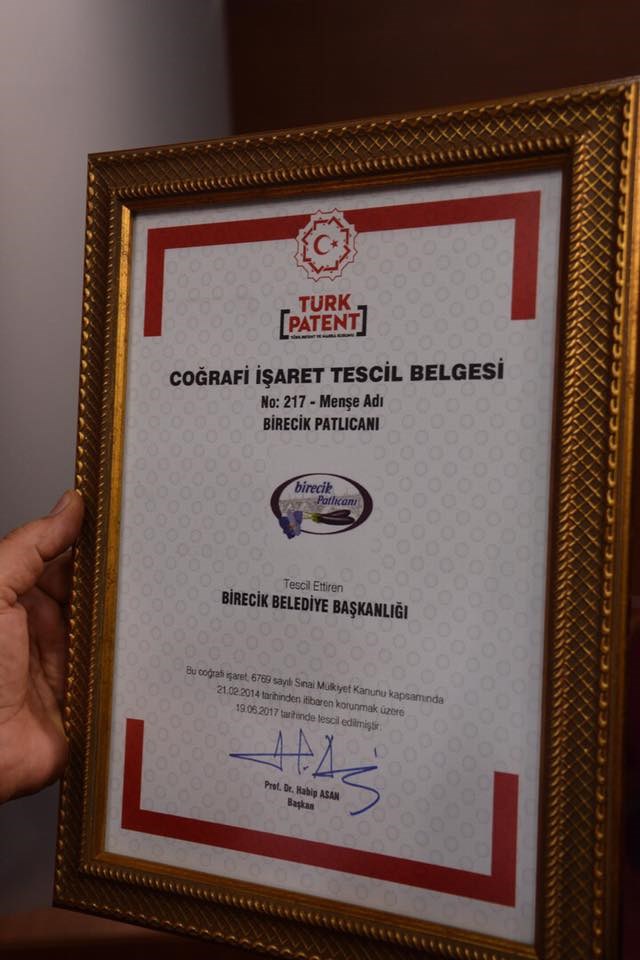 TÜRK
PATENT
TÜRK PATENT VE MARKA KURUMU
COĞRAFİ İŞARET TESCİL BELGESİ
No: 217 - Menşe Adı
BİRECİK PATLICANI
birecik
Patlıcanı
Tescil Ettiren
BİRECİK BELEDİYE BAŞKANLIĞI
Bu coğrafi işaret, 6769 sayılı Sınai Mülkiyet Kanunu kapsamında
21.02.2014 tarihinden itibaren korunmak üzere
19.06.2017 tarihinde tescil edilmiştir.
Prof. Dr. Habip ASAN
Başkan